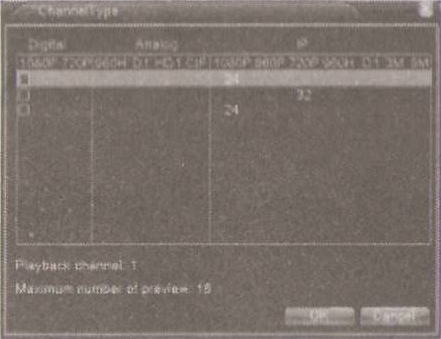 ChannelType
Digital Analog IP
1080P 720P 960H D1 HD1 CIF 1080P 960P 720P 960H D1 3M 5M
24
32
24
Playback channel: 1
Maximum number of preview: 16
OK Cancel